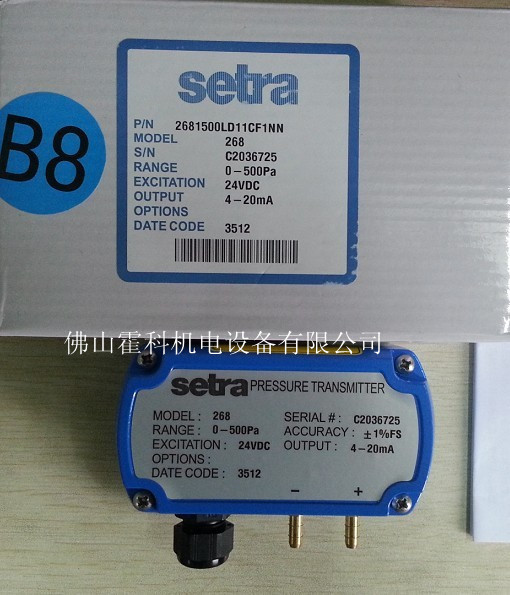 setra
B8
P/N 2681500LD11CF1NN
MODEL 268
S/N C2036725
RANGE 0-500Pa
EXCITATION 24VDC
OUTPUT 4-20mA
OPTIONS
DATE CODE 3512
佛山霍科机电设备有限公司
setra PRESSURE TRANSMITTER
MODEL : 268 SERIAL # : C2036725
RANGE : 0-500Pa ACCURACY : ±1%FS
EXCITATION : 24VDC OUTPUT : 4-20mA
OPTIONS :
DATE CODE : 3512
- +